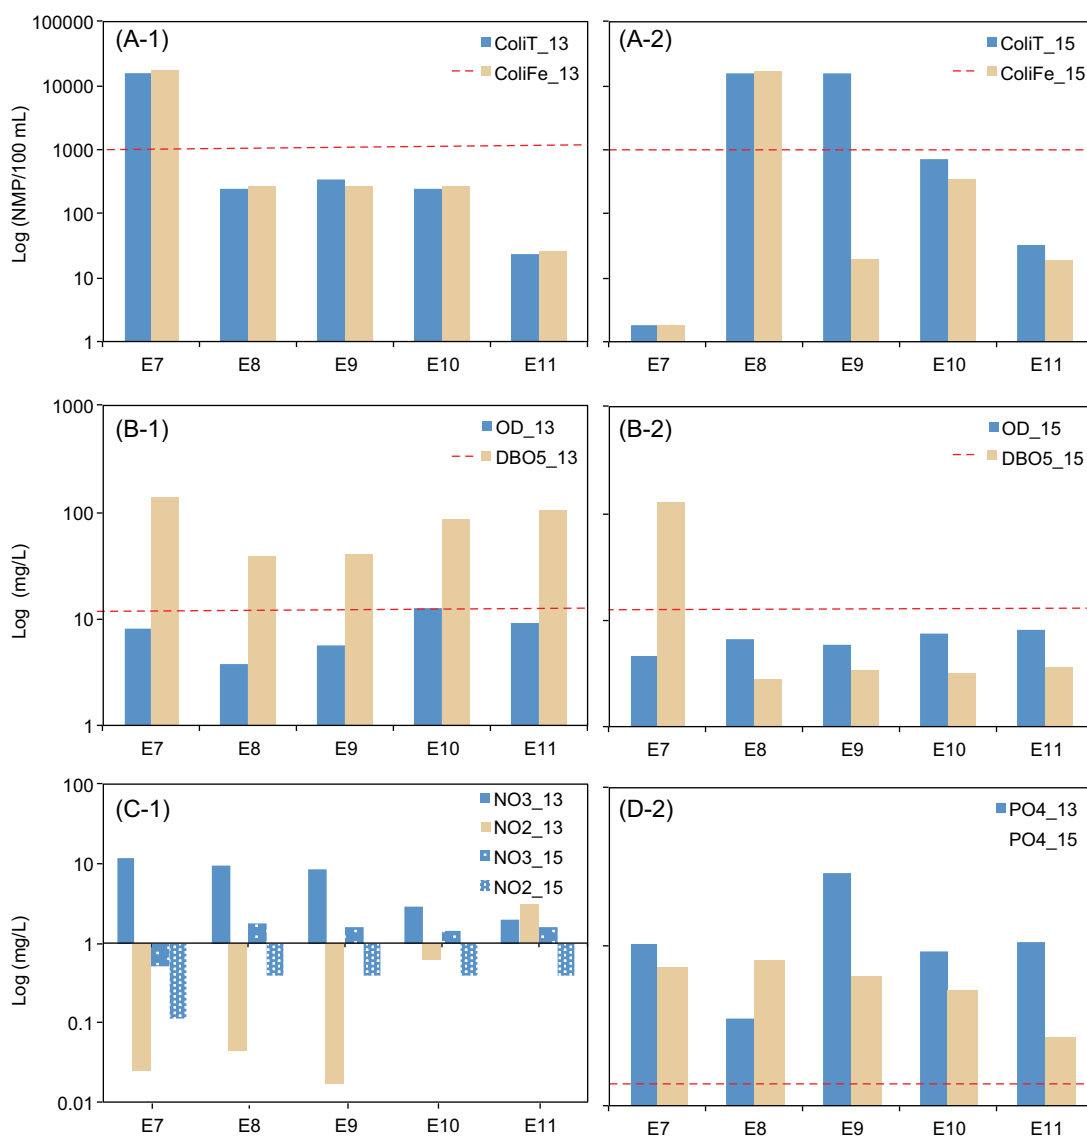 (A-1)
ColiT_13
ColiFe_13
100000
10000
1000
100
10
1
Log (NMP/100 mL)
E7 E8 E9 E10 E11
(A-2)
ColiT_15
ColiFe_15
E7 E8 E9 E10 E11
(B-1)
OD_13
DBO5_13
1000
100
10
1
Log (mg/L)
E7 E8 E9 E10 E11
(B-2)
OD_15
DBO5_15
E7 E8 E9 E10 E11
(C-1)
NO3_13
NO2_13
NO3_15
NO2_15
100
10
1
0.1
0.01
Log (mg/L)
E7 E8 E9 E10 E11
(D-2)
PO4_13
PO4_15
E7 E8 E9 E10 E11